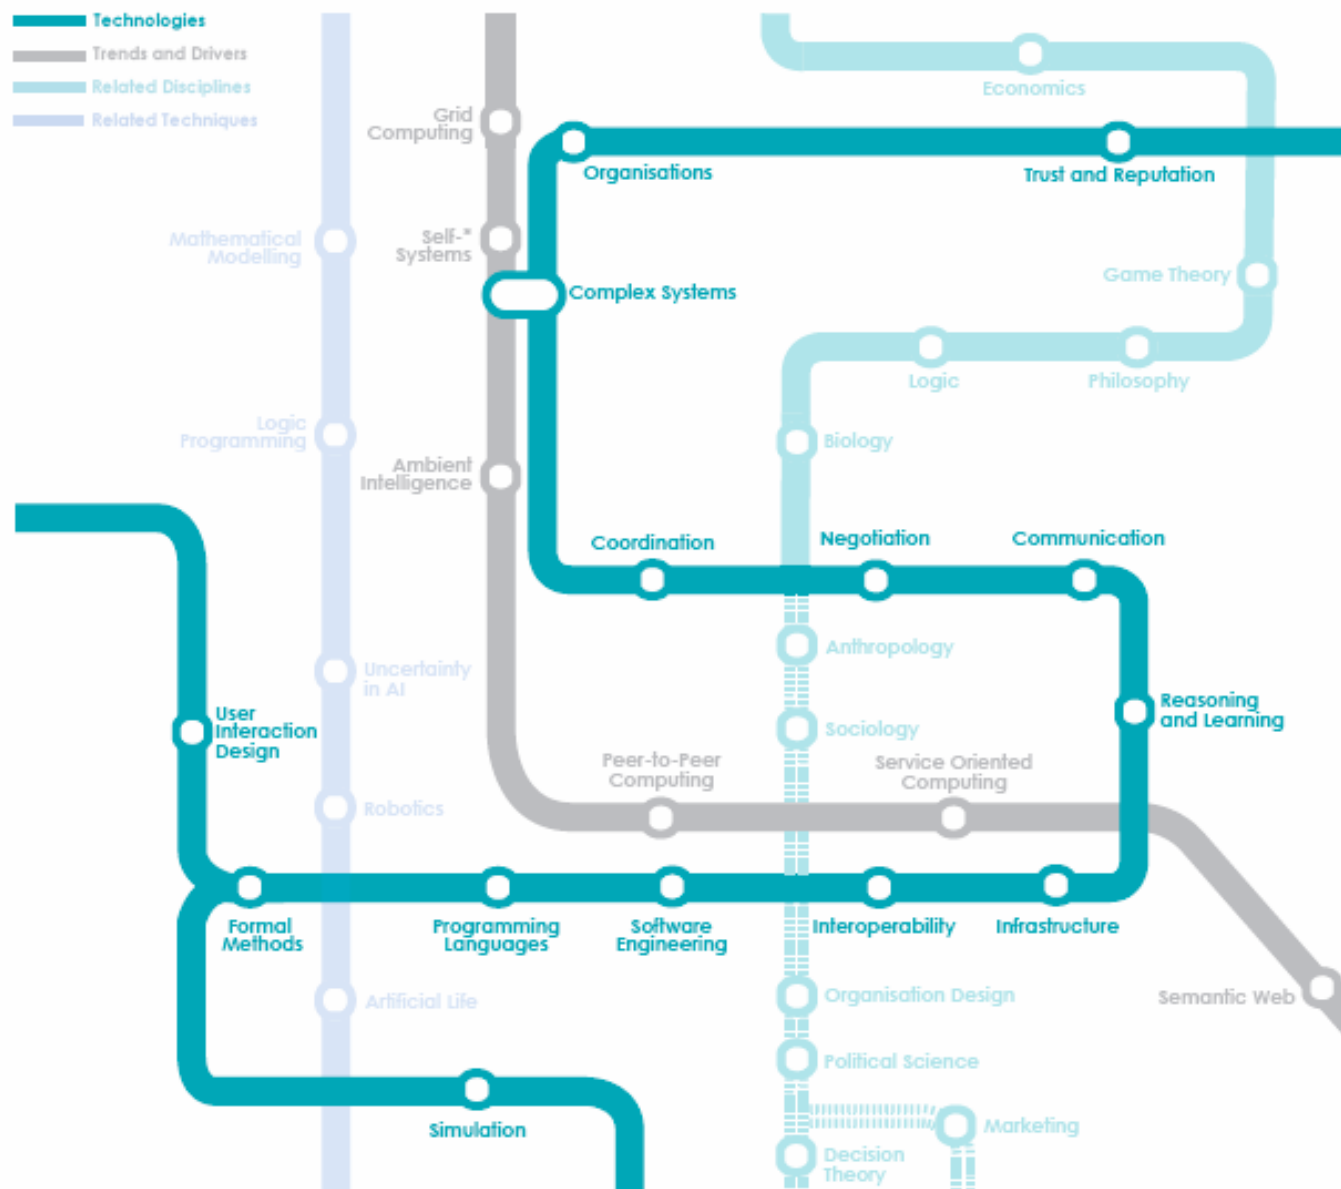 Technologies
Trends and Drivers
Related Disciplines
Related Techniques
Economics
Grid
Computing
Organisations
Trust and Reputation
Mathematical
Modelling
Self-*
Systems
Complex Systems
Game Theory
Logic
Philosophy
Logic
Programming
Biology
Ambient
Intelligence
Coordination
Negotiation
Communication
Anthropology
Uncertainty
in AI
Reasoning
and Learning
User
Interaction
Design
Sociology
Peer-to-Peer
Computing
Service Oriented
Computing
Robotics
Formal
Methods
Programming
Languages
Software
Engineering
Interoperability
Infrastructure
Artificial Life
Organisation Design
Semantic Web
Political Science
Simulation
Marketing
Decision
Theory